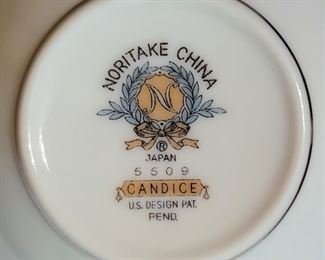 NORITAKE CHINA
N
®
JAPAN
5509
CANDICE
U.S. DESIGN PAT.
PEND.